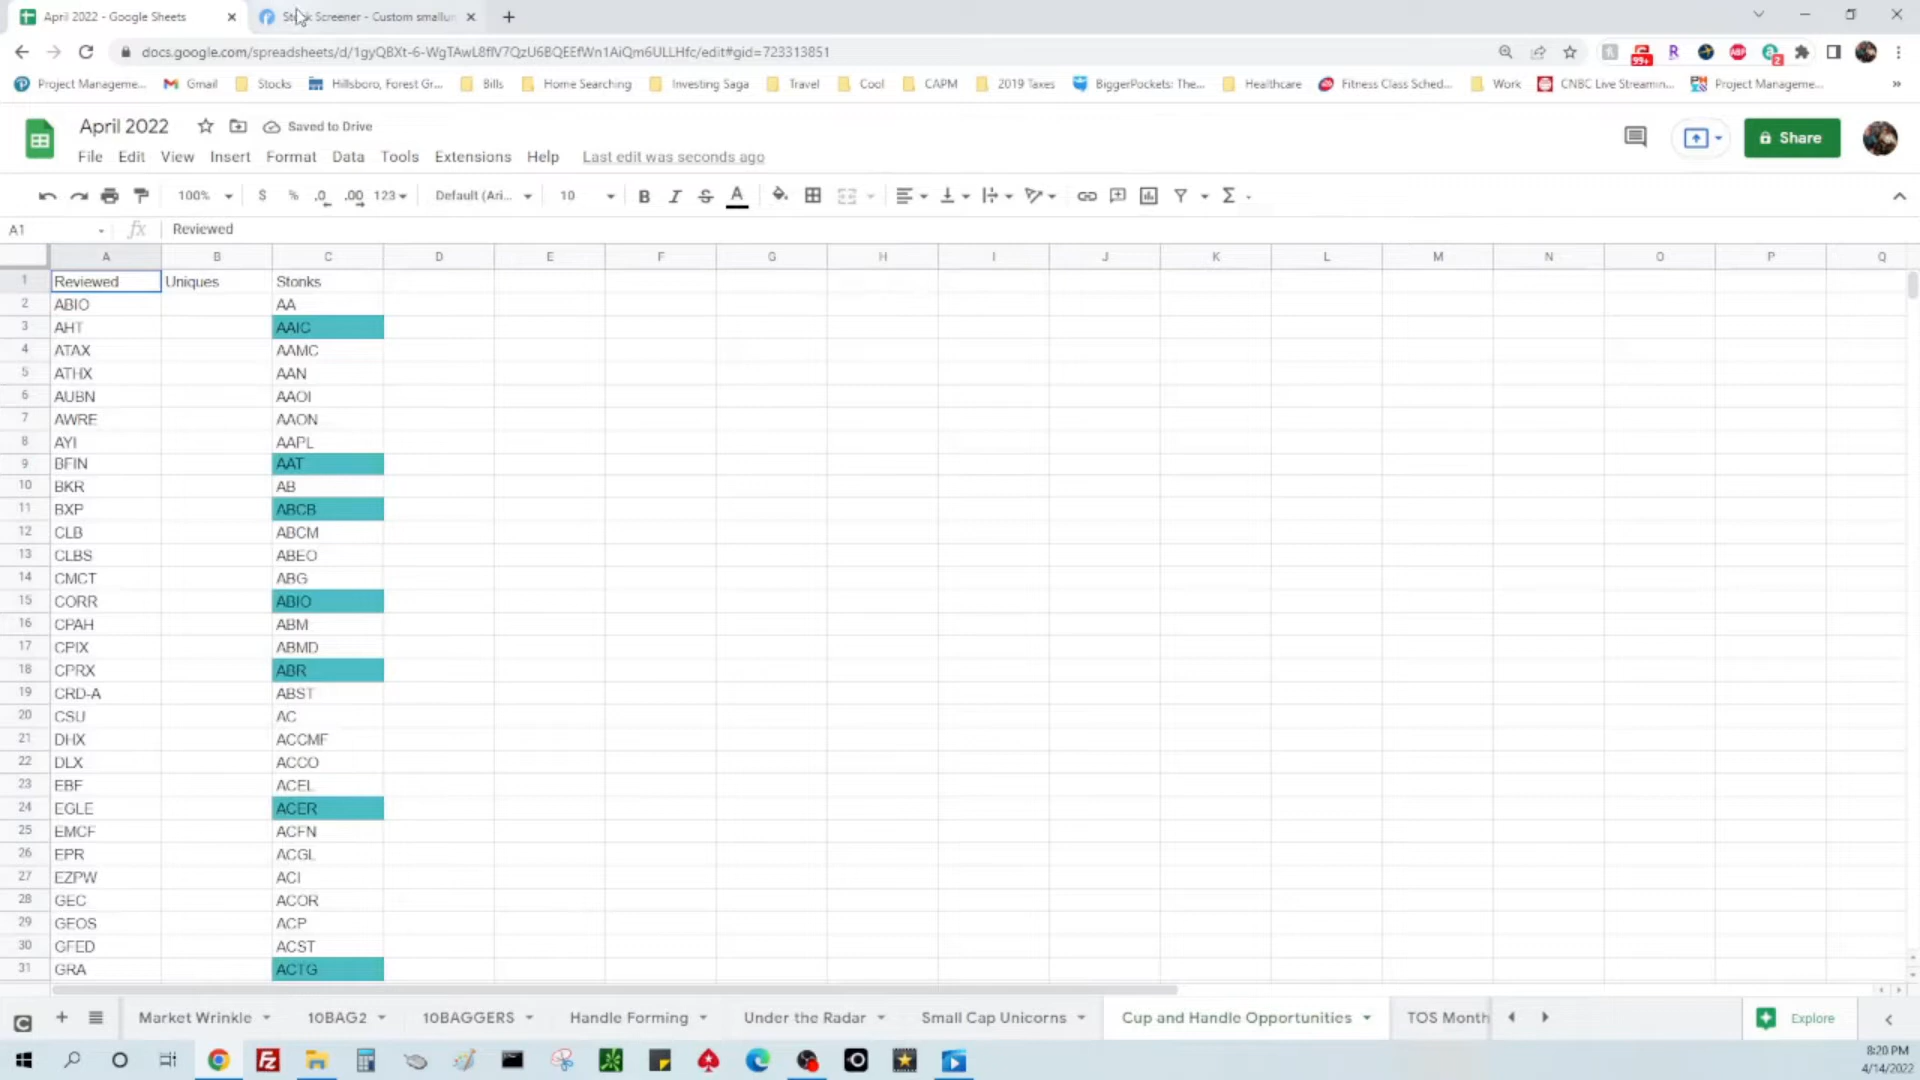 April 2022 - Google Sheets
Stock Screener - Custom smallun
docs.google.com/spreadsheets/d/1gyQBXt-6-WgTAwL8flV7QzU6BQEEfWn1AiQm6ULLHfc/edit#gid=723313851
99+
2
Project Manageme...
Gmail
Stocks
Hillsboro, Forest Gr...
Bills
Home Searching
Investing Saga
Travel
Cool
CAPM
2019 Taxes
BiggerPockets: The...
Healthcare
Fitness Class Sched...
Work
CNBC Live Streamin...
Project Manageme...
April 2022
Saved to Drive
File Edit View Insert Format Data Tools Extensions Help Last edit was seconds ago
Share
100% $ % .0 .00 123 Default (Ari... 10 B I S A Σ
A1 fx Reviewed
A B C D E F G H I J K L M N O P Q
1 Reviewed Uniques Stonks
2 ABIO AA
3 AHT AAIC
4 ATAX AAMC
5 ATHX AAN
6 AUBN AAOI
7 AWRE AAON
8 AYI AAPL
9 BFIN AAT
10 BKR AB
11 BXP ABCB
12 CLB ABCM
13 CLBS ABEO
14 CMCT ABG
15 CORR ABIO
16 CPAH ABM
17 CPIX ABMD
18 CPRX ABR
19 CRD-A ABST
20 CSU AC
21 DHX ACCMF
22 DLX ACCO
23 EBF ACEL
24 EGLE ACER
25 EMCF ACFN
26 EPR ACGL
27 EZPW ACI
28 GEC ACOR
29 GEOS ACP
30 GFED ACST
31 GRA ACTG
Market Wrinkle
10BAG2
10BAGGERS
Handle Forming
Under the Radar
Small Cap Unicorns
Cup and Handle Opportunities
TOS Month
Explore
8:20 PM
4/14/2022